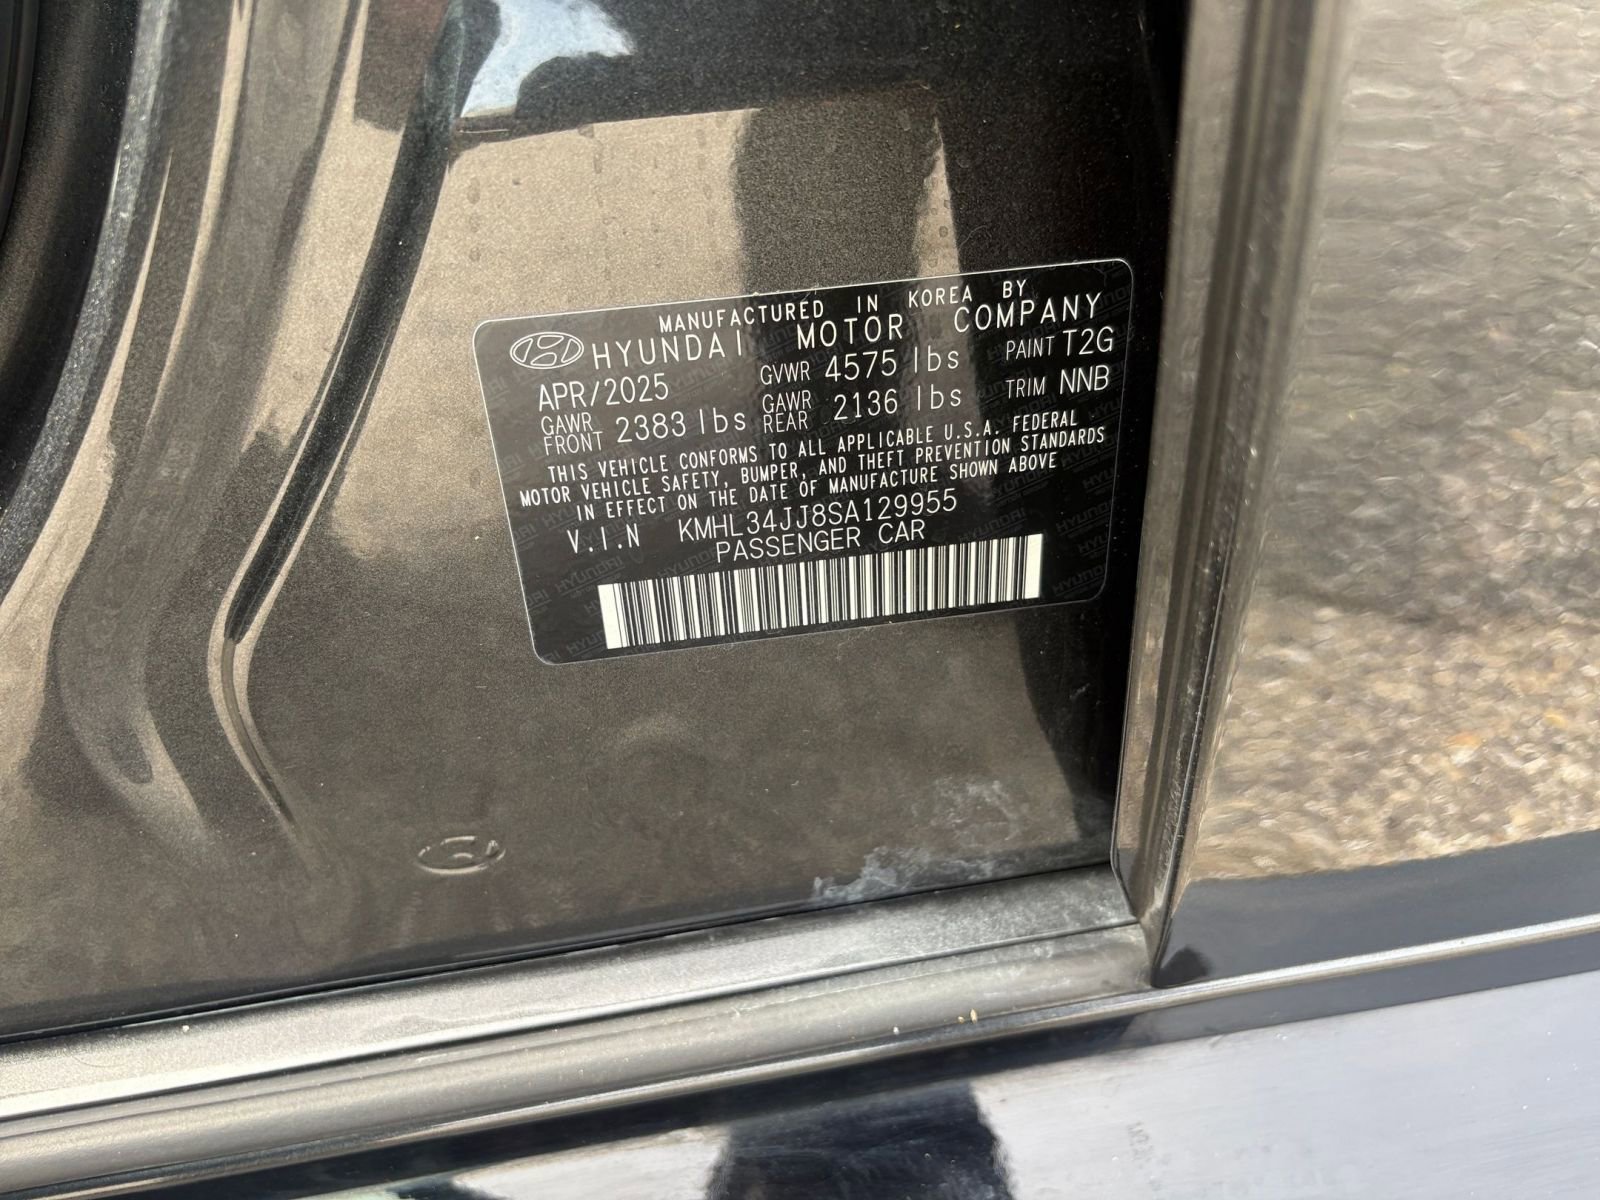 MANUFACTURED IN KOREA BY
HYUNDAI MOTOR COMPANY
APR/2025 GVWR 4575 lbs PAINT T2G
GAWR FRONT 2383 lbs GAWR REAR 2136 lbs TRIM NNB
THIS VEHICLE CONFORMS TO ALL APPLICABLE U.S.A. FEDERAL
MOTOR VEHICLE SAFETY, BUMPER, AND THEFT PREVENTION STANDARDS
IN EFFECT ON THE DATE OF MANUFACTURE SHOWN ABOVE
V.I.N KMHL34JJ8SA129955
PASSENGER CAR